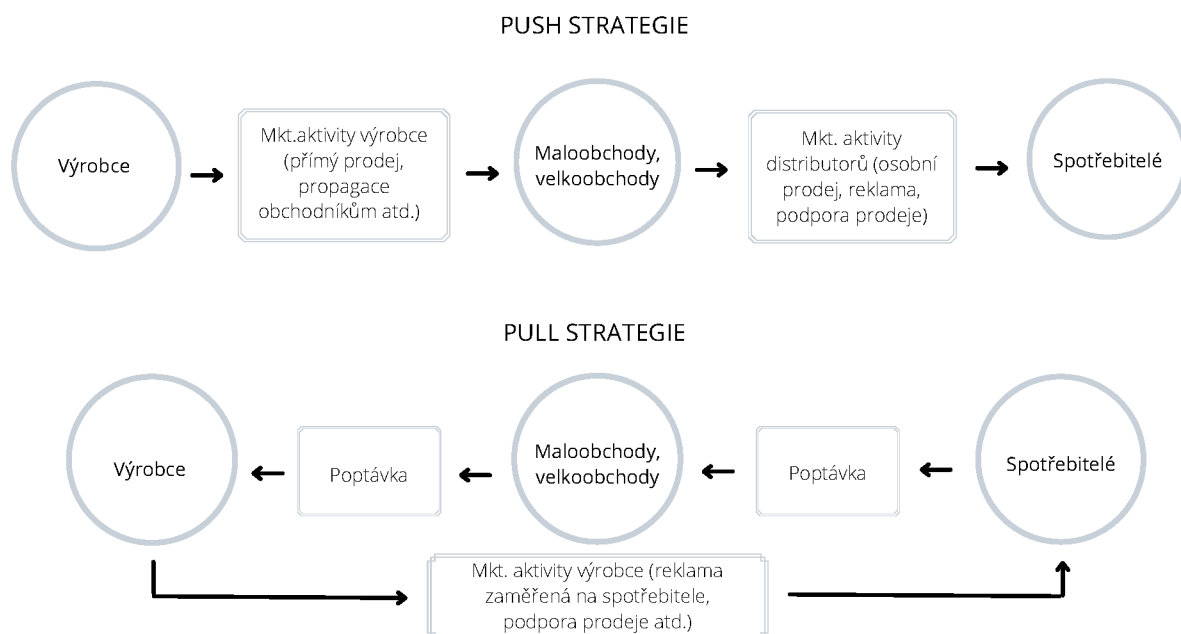 PUSH STRATEGIE
Výrobce
Mkt.aktivity výrobce
(přímý prodej,
propagace
obchodníkům atd.)
Maloobchody,
velkoobchody
Mkt. aktivity
distributorů (osobní
prodej, reklama,
podpora prodeje)
Spotřebitelé
PULL STRATEGIE
Výrobce
Poptávka
Maloobchody,
velkoobchody
Poptávka
Spotřebitelé
Mkt. aktivity výrobce (reklama
zaměřená na spotřebitele,
podpora prodeje atd.)